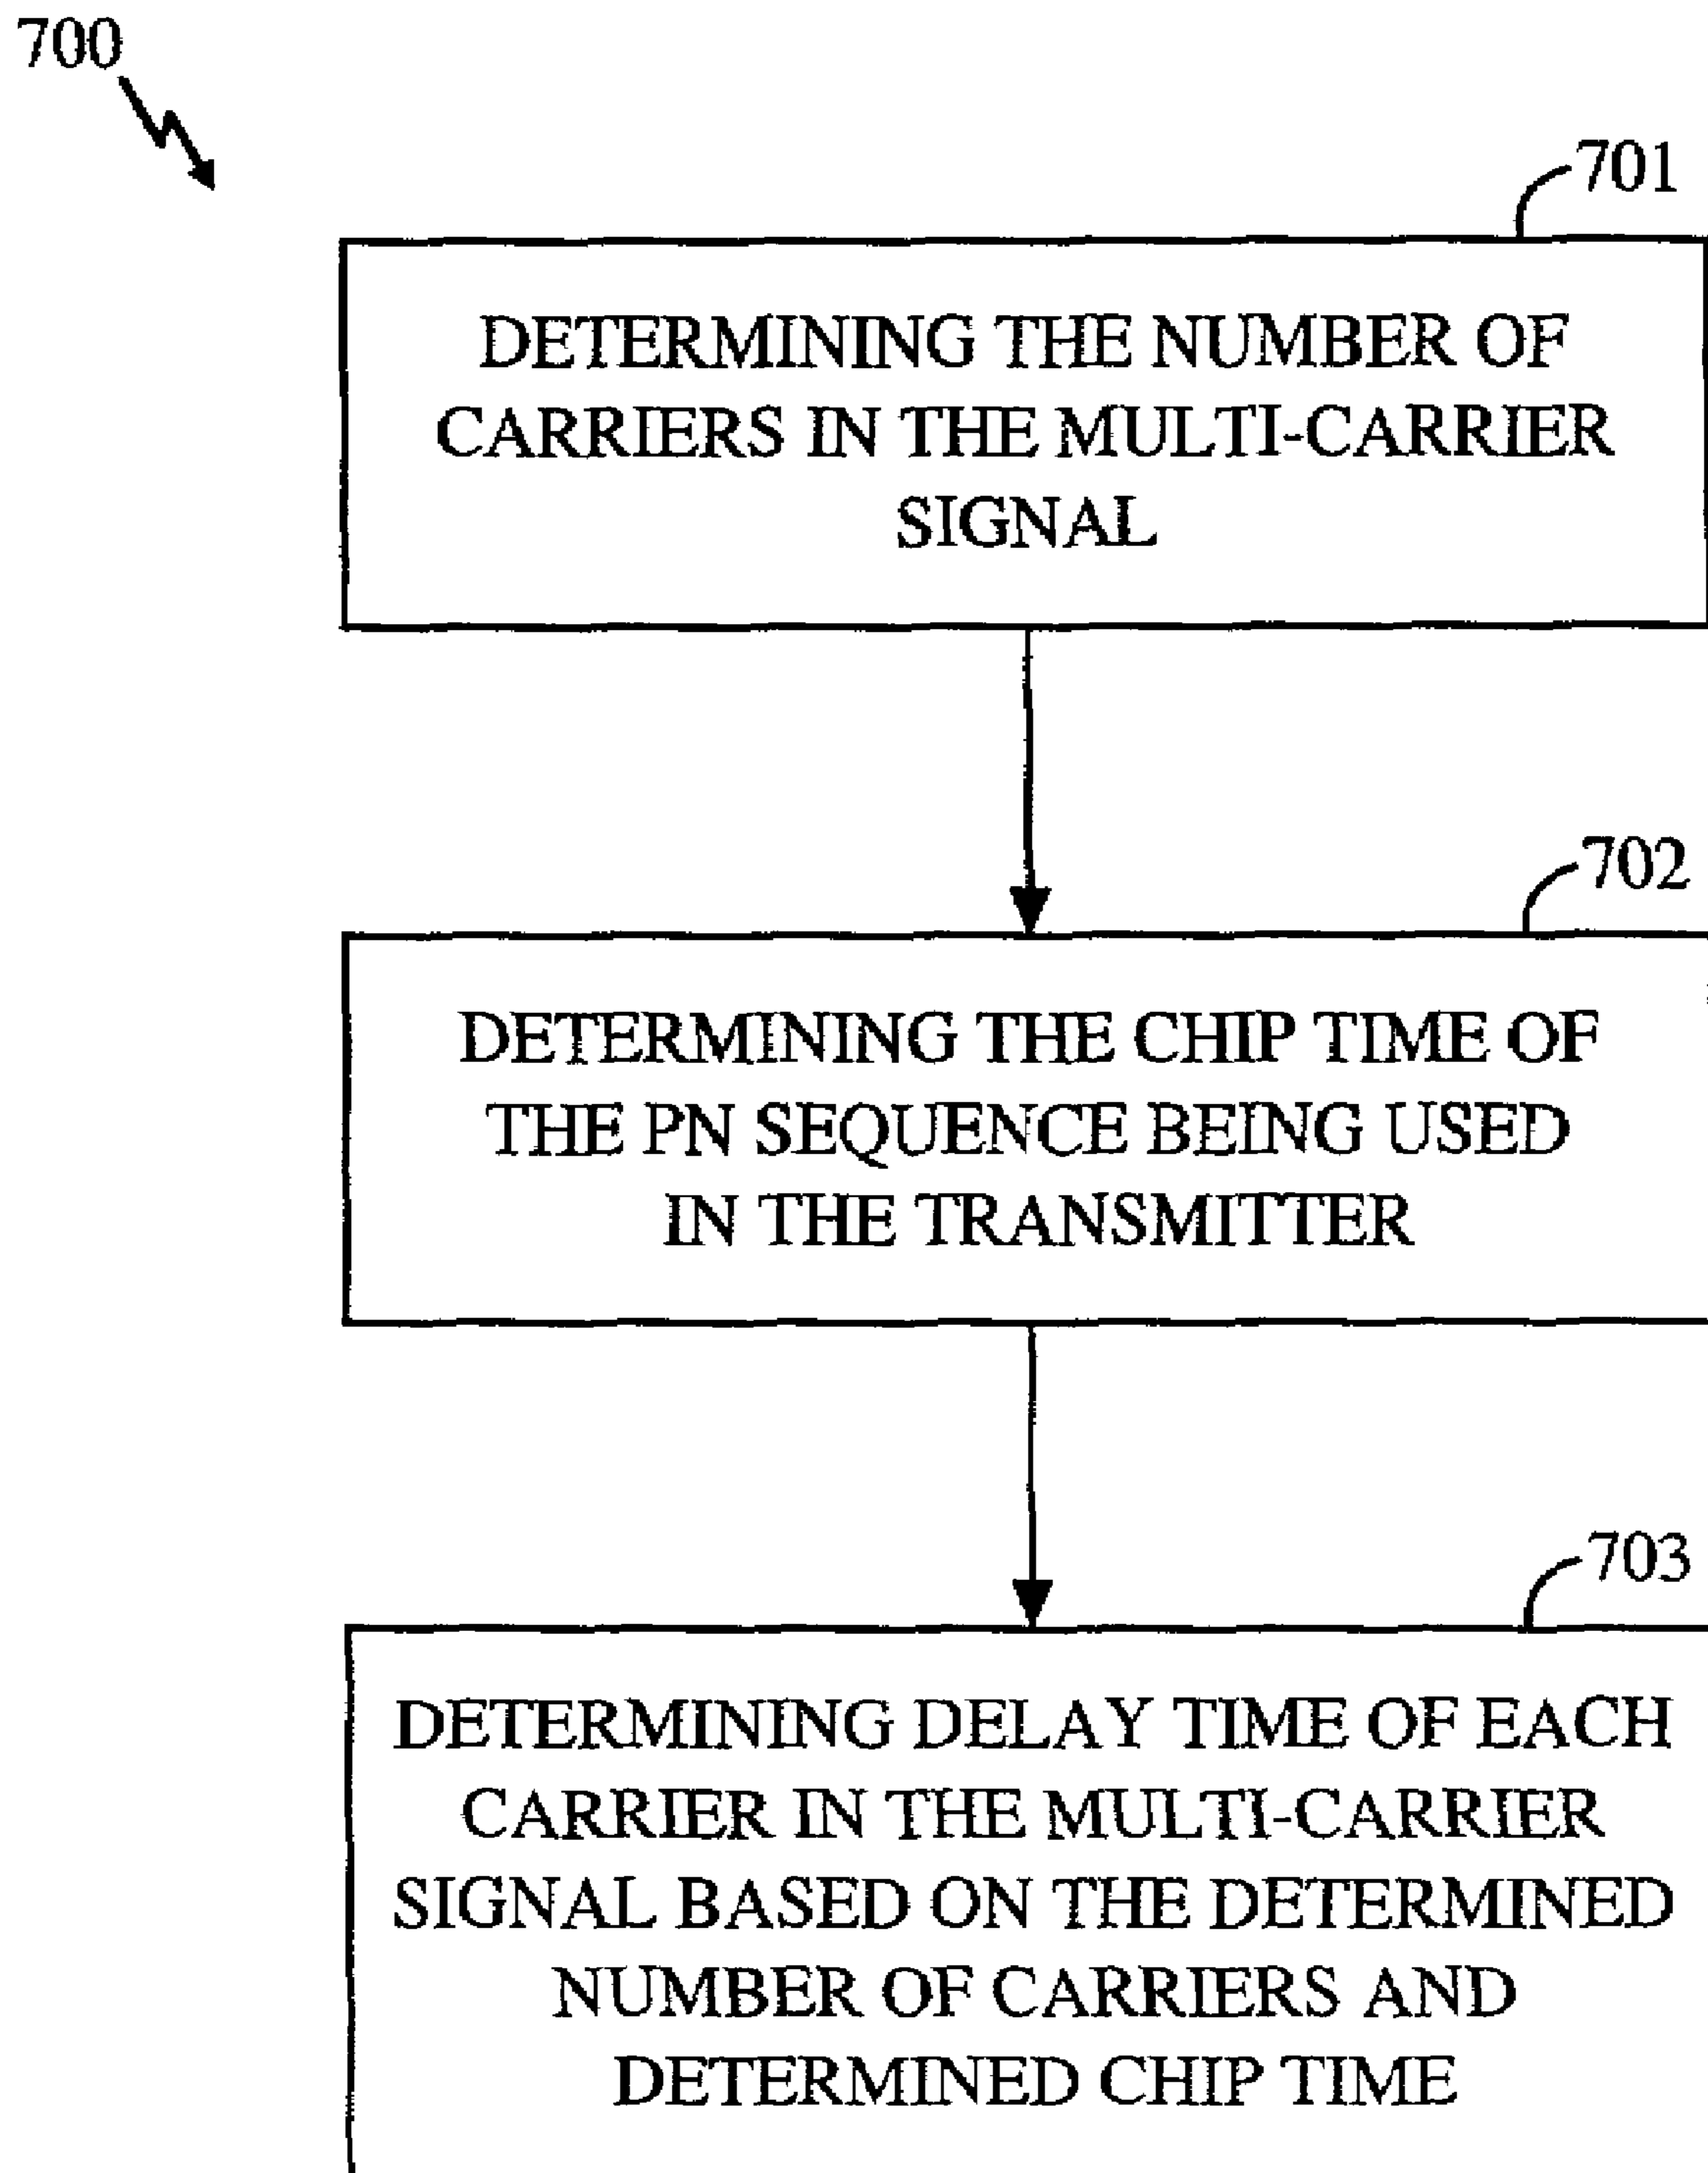 700
701
DETERMINING THE NUMBER OF
CARRIERS IN THE MULTI-CARRIER
SIGNAL
702
DETERMINING THE CHIP TIME OF
THE PN SEQUENCE BEING USED
IN THE TRANSMITTER
703
DETERMINING DELAY TIME OF EACH
CARRIER IN THE MULTI-CARRIER
SIGNAL BASED ON THE DETERMINED
NUMBER OF CARRIERS AND
DETERMINED CHIP TIME